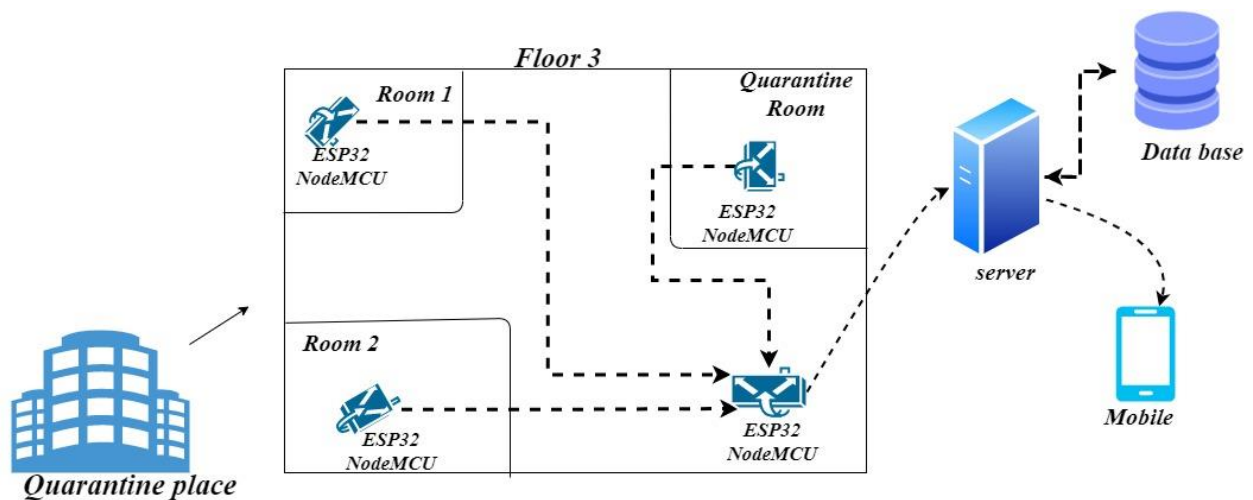 Floor 3
Room 1
ESP32
NodeMCU
Quarantine
Room
ESP32
NodeMCU
Data base
server
Room 2
ESP32
NodeMCU
ESP32
NodeMCU
Mobile
Quarantine place